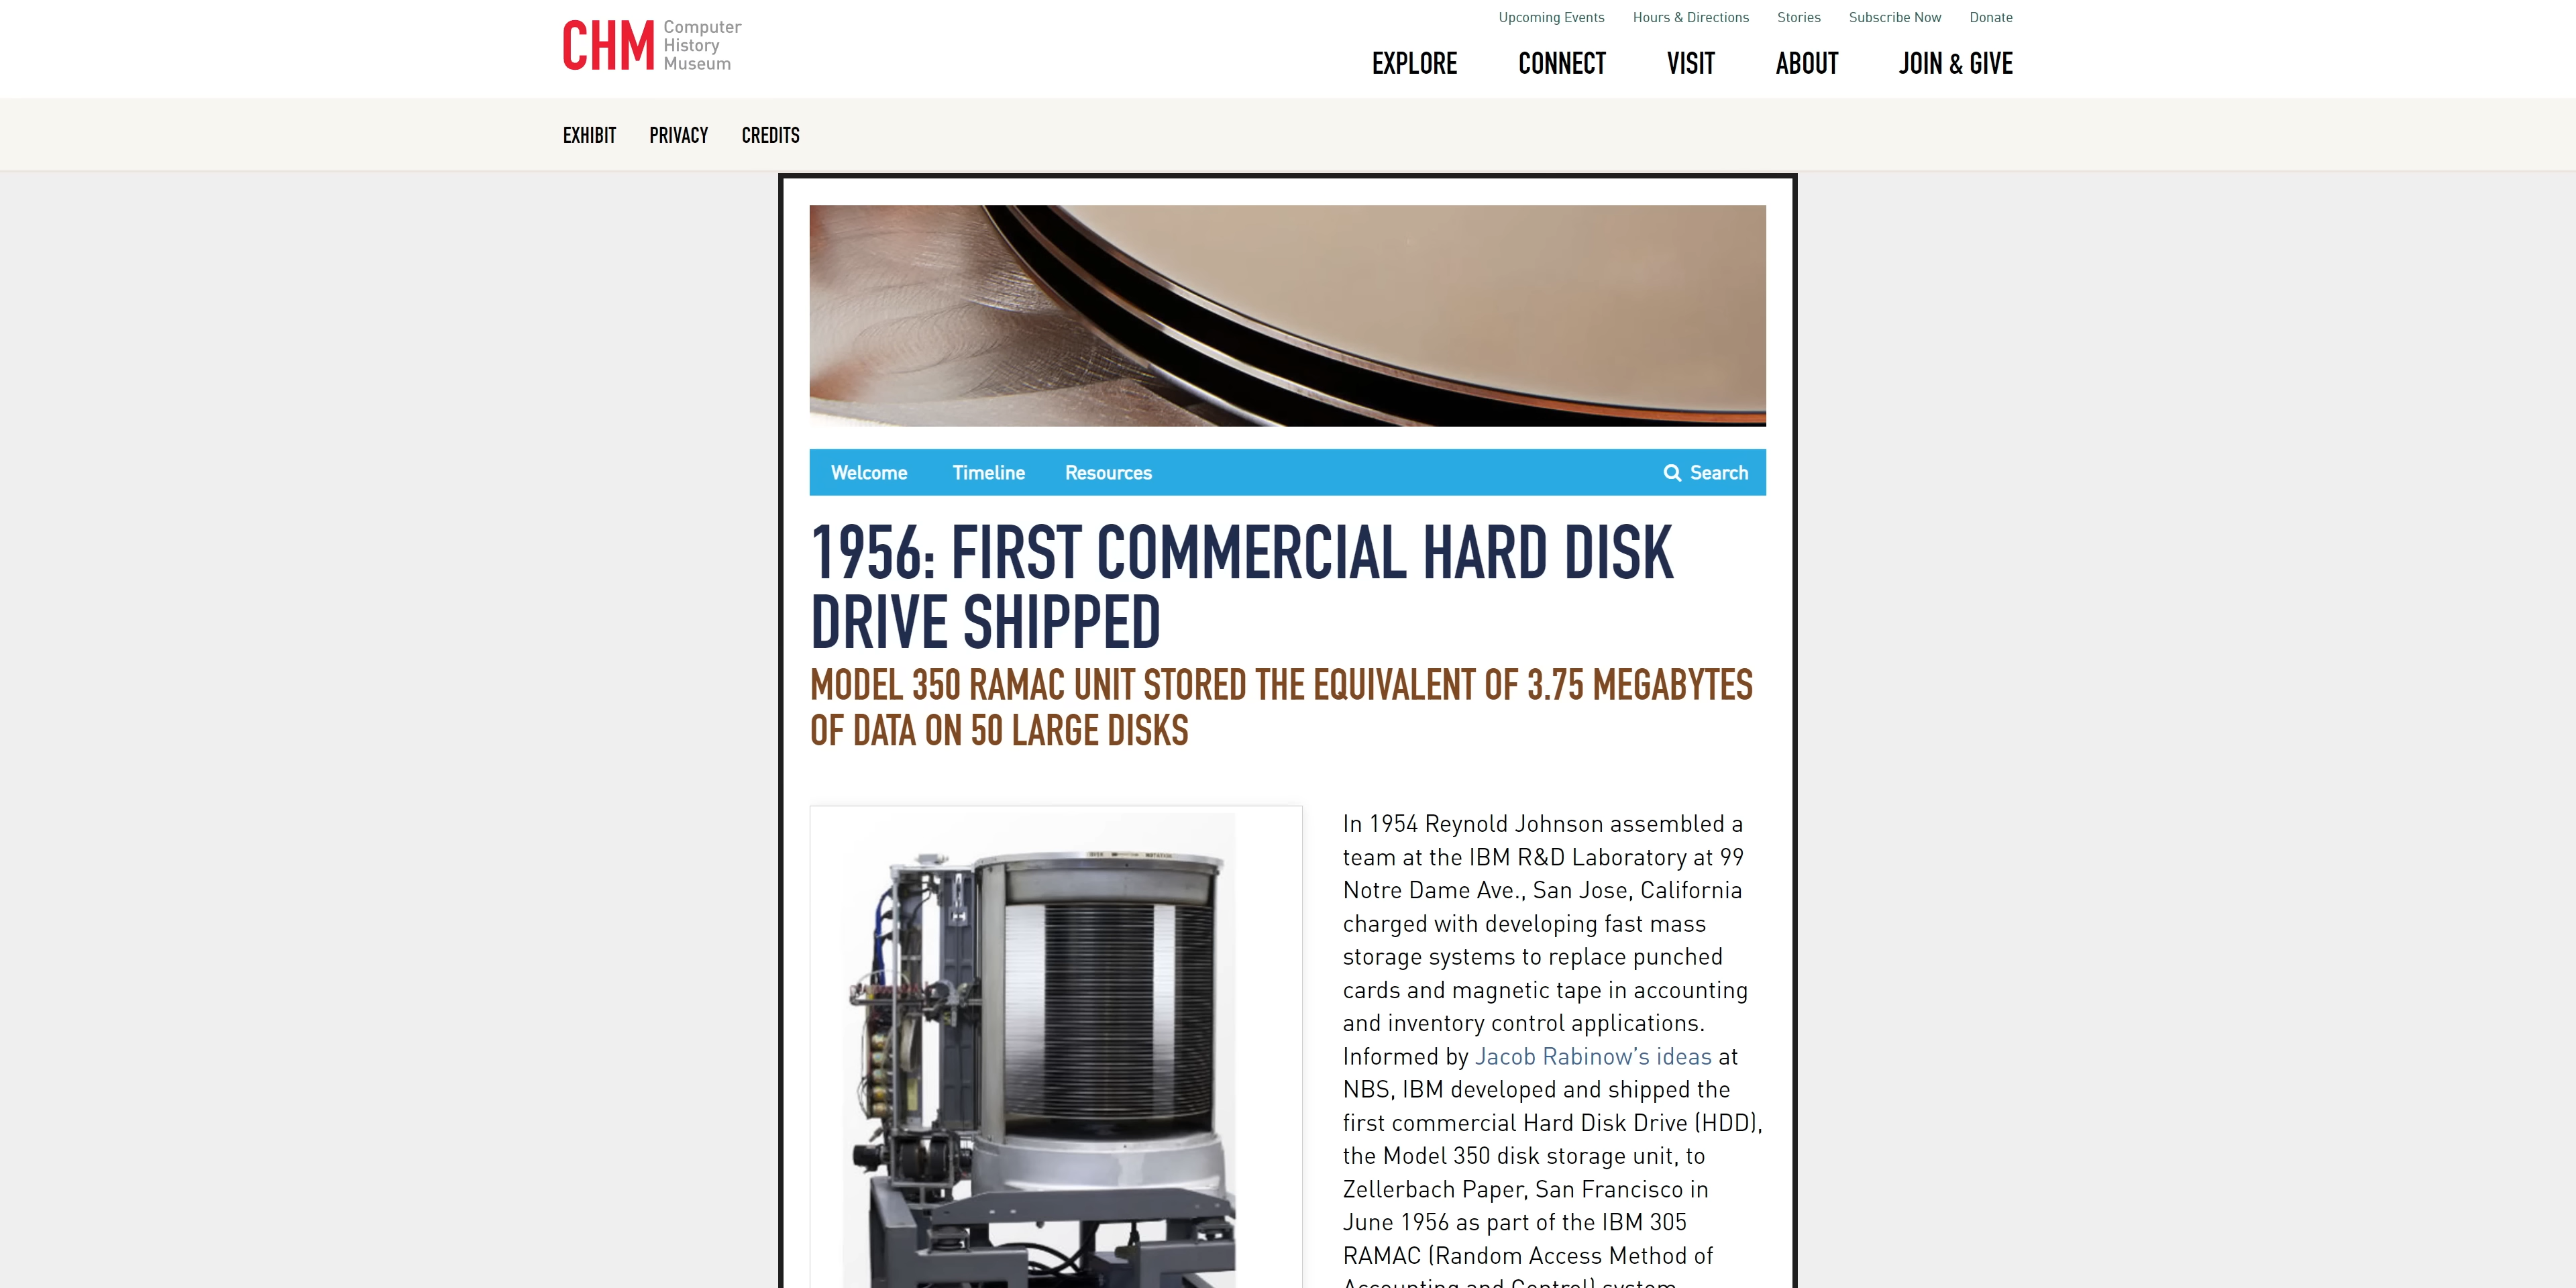 CHM
Computer
History
Museum
Upcoming Events
Hours & Directions
Stories
Subscribe Now
Donate
EXPLORE
CONNECT
VISIT
ABOUT
JOIN & GIVE
EXHIBIT
PRIVACY
CREDITS
Welcome
Timeline
Resources
Search
1956: FIRST COMMERCIAL HARD DISK
DRIVE SHIPPED
MODEL 350 RAMAC UNIT STORED THE EQUIVALENT OF 3.75 MEGABYTES
OF DATA ON 50 LARGE DISKS
In 1954 Reynold Johnson assembled a
team at the IBM R&D Laboratory at 99
Notre Dame Ave., San Jose, California
charged with developing fast mass
storage systems to replace punched
cards and magnetic tape in accounting
and inventory control applications.
Informed by Jacob Rabinow’s ideas at
NBS, IBM developed and shipped the
first commercial Hard Disk Drive (HDD),
the Model 350 disk storage unit, to
Zellerbach Paper, San Francisco in
June 1956 as part of the IBM 305
RAMAC (Random Access Method of
Accounting and Control) system